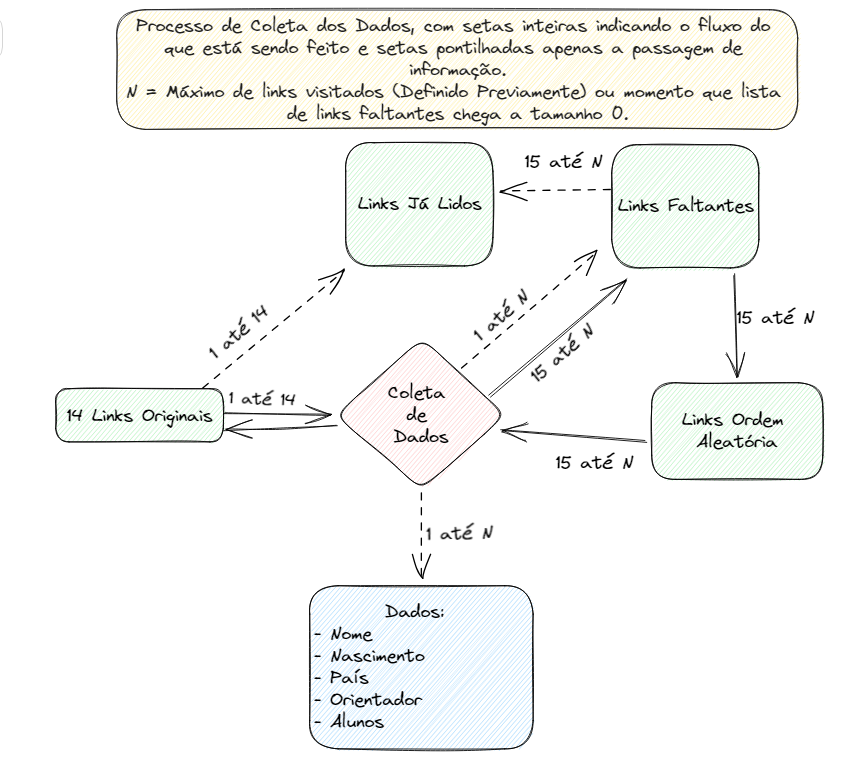 Processo de Coleta dos Dados, com setas inteiras indicando o fluxo do
que está sendo feito e setas pontilhadas apenas a passagem de
informação.
N = Máximo de links visitados (Definido Previamente) ou momento que lista
de links faltantes chega a tamanho 0.
15 até N
Links Já Lidos
Links Faltantes
1 até 14
1 até N
15 até N
15 até N
14 Links Originais
1 até 14
Coleta
de
Dados
Links Ordem
Aleatória
15 até N
1 até N
Dados:
- Nome
- Nascimento
- País
- Orientador
- Alunos